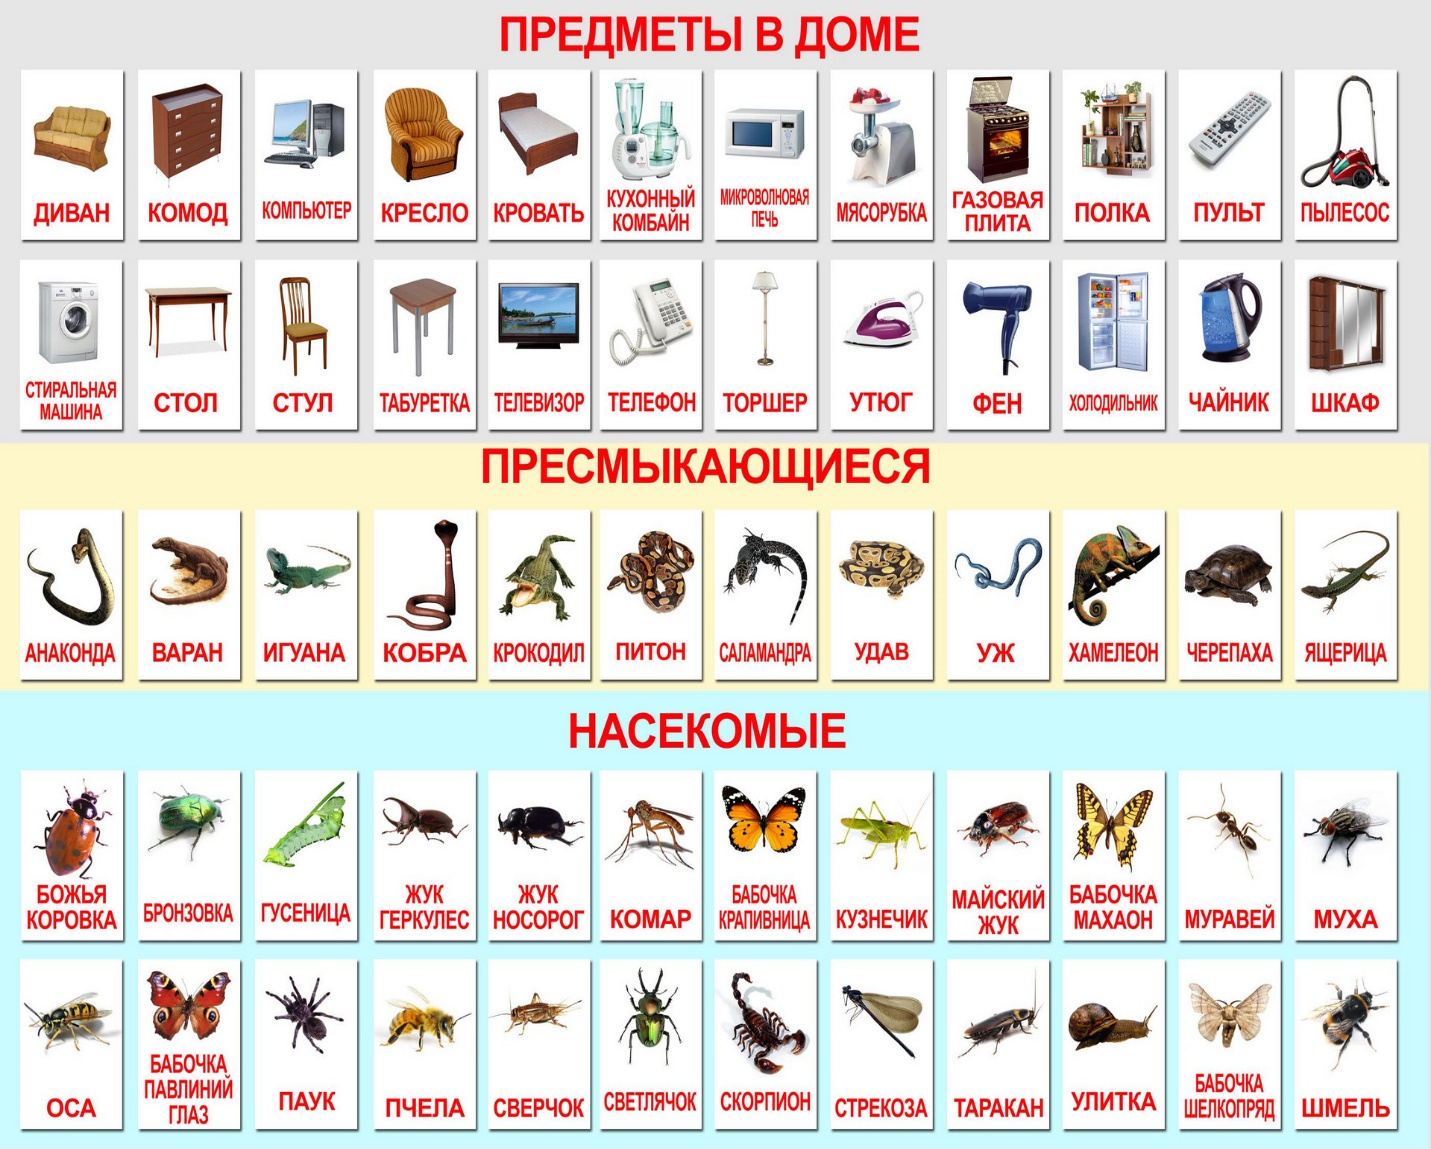 ПРЕДМЕТЫ В ДОМЕ
ДИВАН
КОМОД
КОМПЬЮТЕР
КРЕСЛО
КРОВАТЬ
КУХОННЫЙ
КОМБАЙН
МИКРОВОЛНОВАЯ
ПЕЧЬ
МЯСОРУБКА
ГАЗОВАЯ
ПЛИТА
ПОЛКА
ПУЛЬТ
ПЫЛЕСОС
СТИРАЛЬНАЯ
МАШИНА
СТОЛ
СТУЛ
ТАБУРЕТКА
ТЕЛЕВИЗОР
ТЕЛЕФОН
ТОРШЕР
УТЮГ
ФЕН
ХОЛОДИЛЬНИК
ЧАЙНИК
ШКАФ
ПРЕСМЫКАЮЩИЕСЯ
АНАКОНДА
ВАРАН
ИГУАНА
КОБРА
КРОКОДИЛ
ПИТОН
САЛАМАНДРА
УДАВ
УЖ
ХАМЕЛЕОН
ЧЕРЕПАХА
ЯЩЕРИЦА
НАСЕКОМЫЕ
БОЖЬЯ
КОРОВКА
БРОНЗОВКА
ГУСЕНИЦА
ЖУК
ГЕРКУЛЕС
ЖУК
НОСОРОГ
КОМАР
БАБОЧКА
КРАПИВНИЦА
КУЗНЕЧИК
МАЙСКИЙ
ЖУК
БАБОЧКА
МАХАОН
МУРАВЕЙ
МУХА
ОСА
БАБОЧКА
ПАВЛИНИЙ
ГЛАЗ
ПАУК
ПЧЕЛА
СВЕРЧОК
СВЕТЛЯЧОК
СКОРПИОН
СТРЕКОЗА
ТАРАКАН
УЛИТКА
БАБОЧКА
ШЕЛКОПРЯД
ШМЕЛЬ